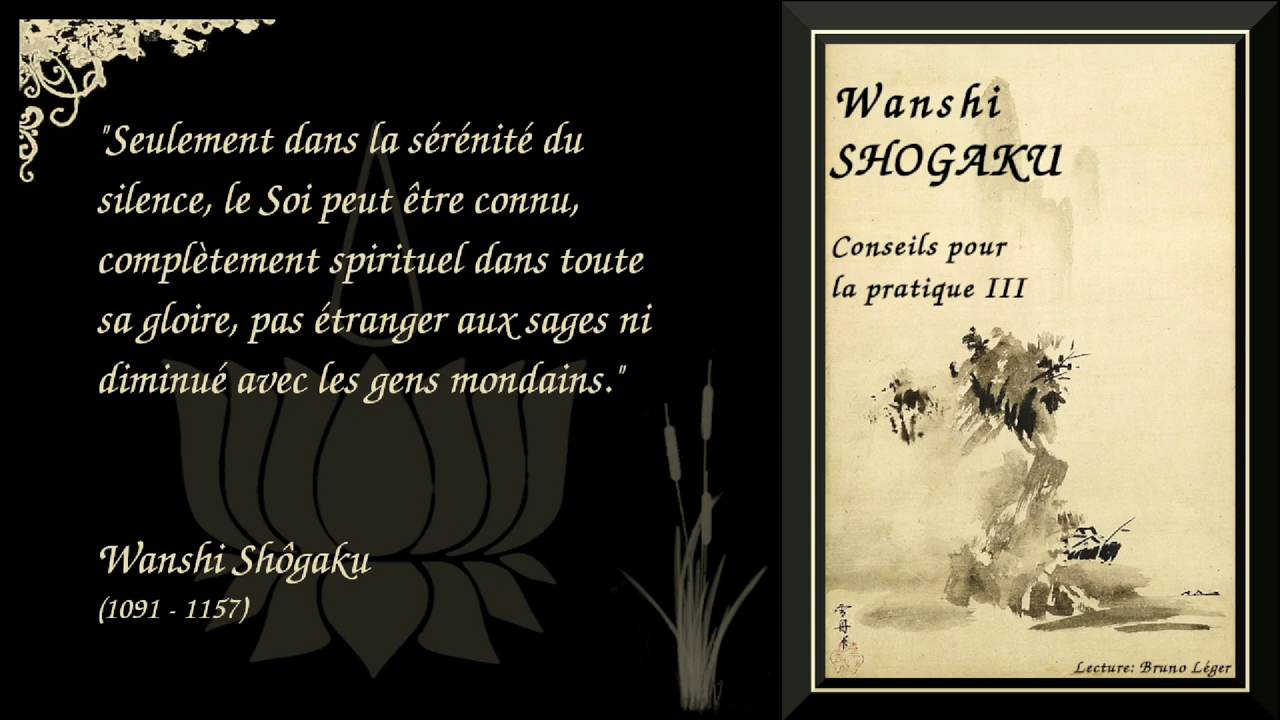 "Seulement dans la sérénité du
silence, le Soi peut être connu,
complètement spirituel dans toute
sa gloire, pas étranger aux sages ni
diminué avec les gens mondains."
Wanshi Shôgaku
(1091 - 1157)
Wanshi
SHOGAKU
Conseils pour
la pratique III
Lecture: Bruno Léger